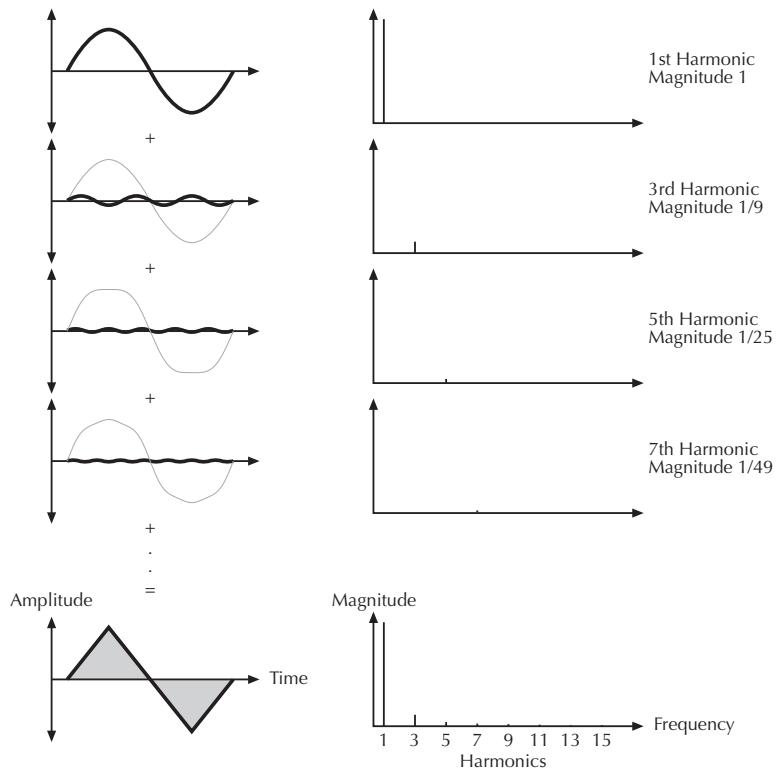 1st Harmonic
Magnitude 1
+
3rd Harmonic
Magnitude 1/9
+
5th Harmonic
Magnitude 1/25
+
7th Harmonic
Magnitude 1/49
+
.
.
=
Amplitude
Time
Magnitude
Frequency
1 3 5 7 9 11 13 15
Harmonics